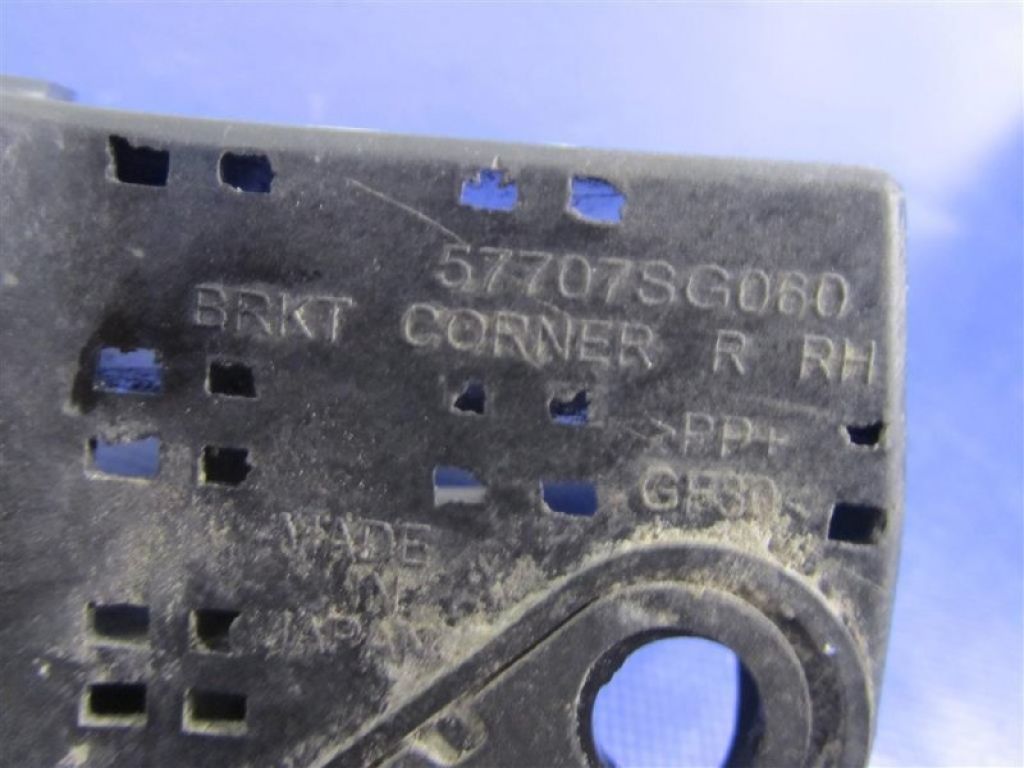 57707SG060
BRKT CORNER R RH
>PP+
GF30<
MADE
IN
JAPAN